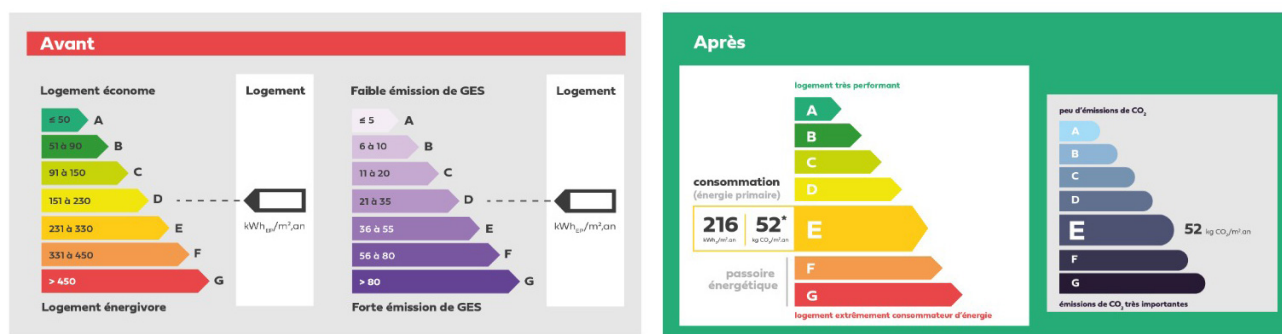 Avant
Logement économe
Logement
≤ 50 A
51 à 90 B
91 à 150 C
151 à 230 D
231 à 330 E
331 à 450 F
> 450 G
kWhEP/m²,an
Logement énergivore
Faible émission de GES
Logement
≤ 5 A
6 à 10 B
11 à 20 C
21 à 35 D
36 à 55 E
56 à 80 F
> 80 G
kWhEP/m²,an
Forte émission de GES
Après
logement très performant
A
B
C
D
consommation
(énergie primaire)
216 52*
kWh/m².an kg CO₂/m².an
E
F
G
passoire
énergétique
logement extrêmement consommateur d'énergie
peu d'émissions de CO₂
A
B
C
D
E 52 kg CO₂/m².an
F
G
émissions de CO₂ très importantes